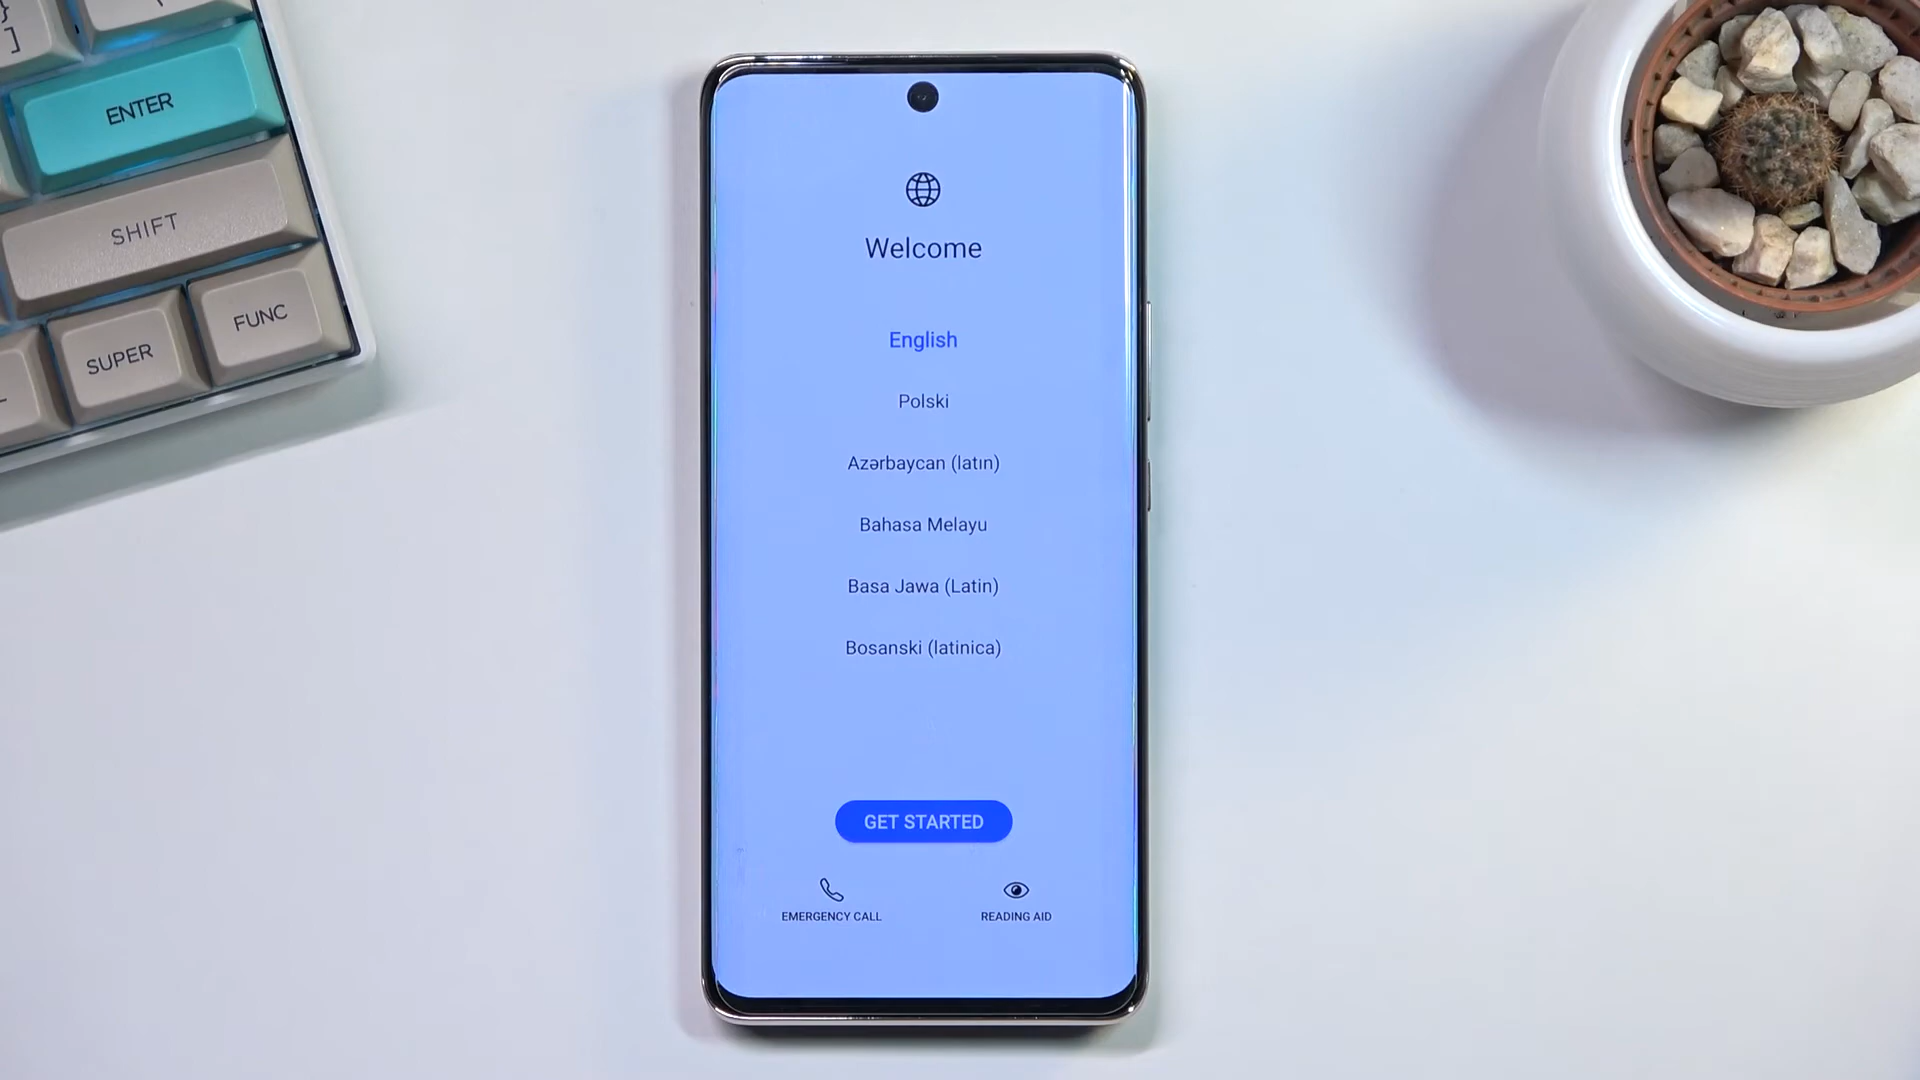 }
]
ENTER
SHIFT
SUPER
FUNC
Welcome
English
Polski
Azərbaycan (latın)
Bahasa Melayu
Basa Jawa (Latin)
Bosanski (latinica)
GET STARTED
EMERGENCY CALL
READING AID